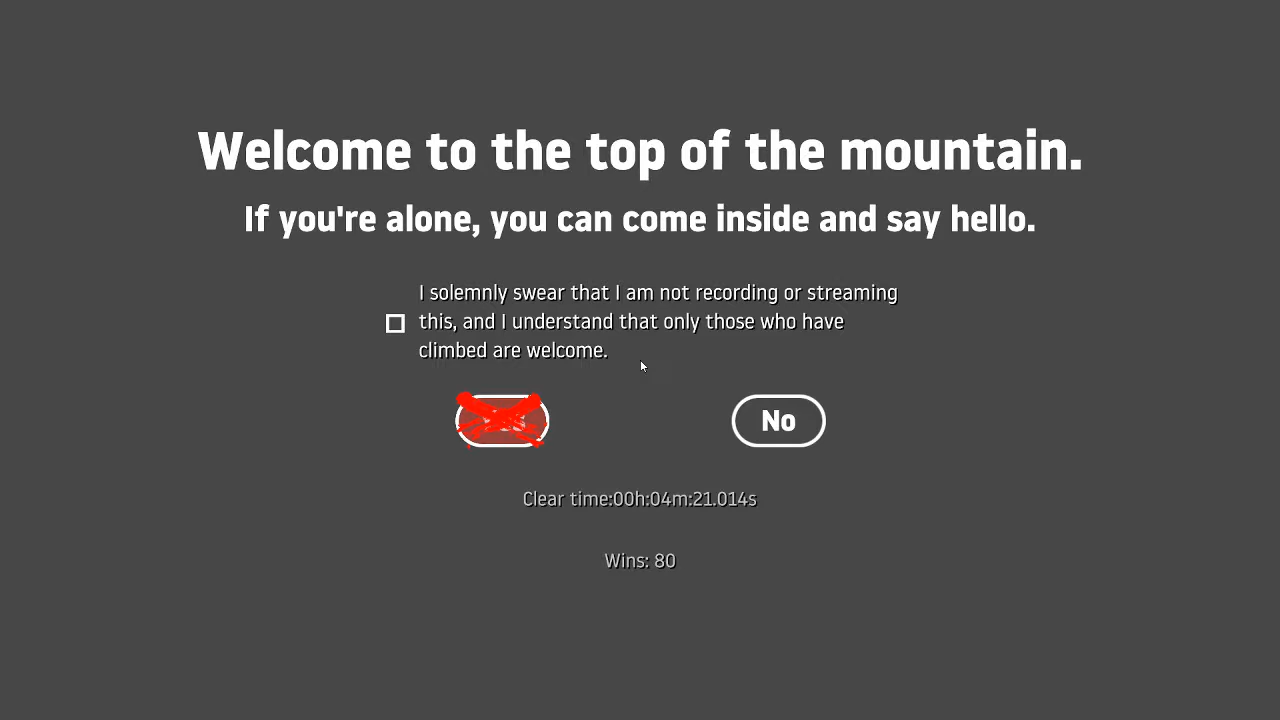 Welcome to the top of the mountain.
If you're alone, you can come inside and say hello.
I solemnly swear that I am not recording or streaming
this, and I understand that only those who have
climbed are welcome.
No
Clear time:00h:04m:21.014s
Wins: 80